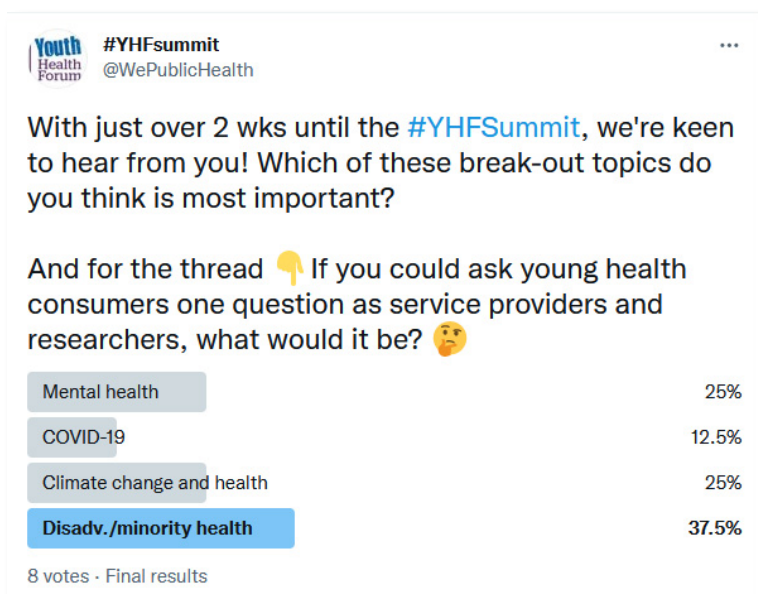 Youth
Health
Forum
#YHFsummit
@WePublicHealth
With just over 2 wks until the #YHFSummit, we're keen
to hear from you! Which of these break-out topics do
you think is most important?
And for the thread 👇 If you could ask young health
consumers one question as service providers and
researchers, what would it be? 🤔
Mental health 25%
COVID-19 12.5%
Climate change and health 25%
Disadv./minority health 37.5%
8 votes · Final results